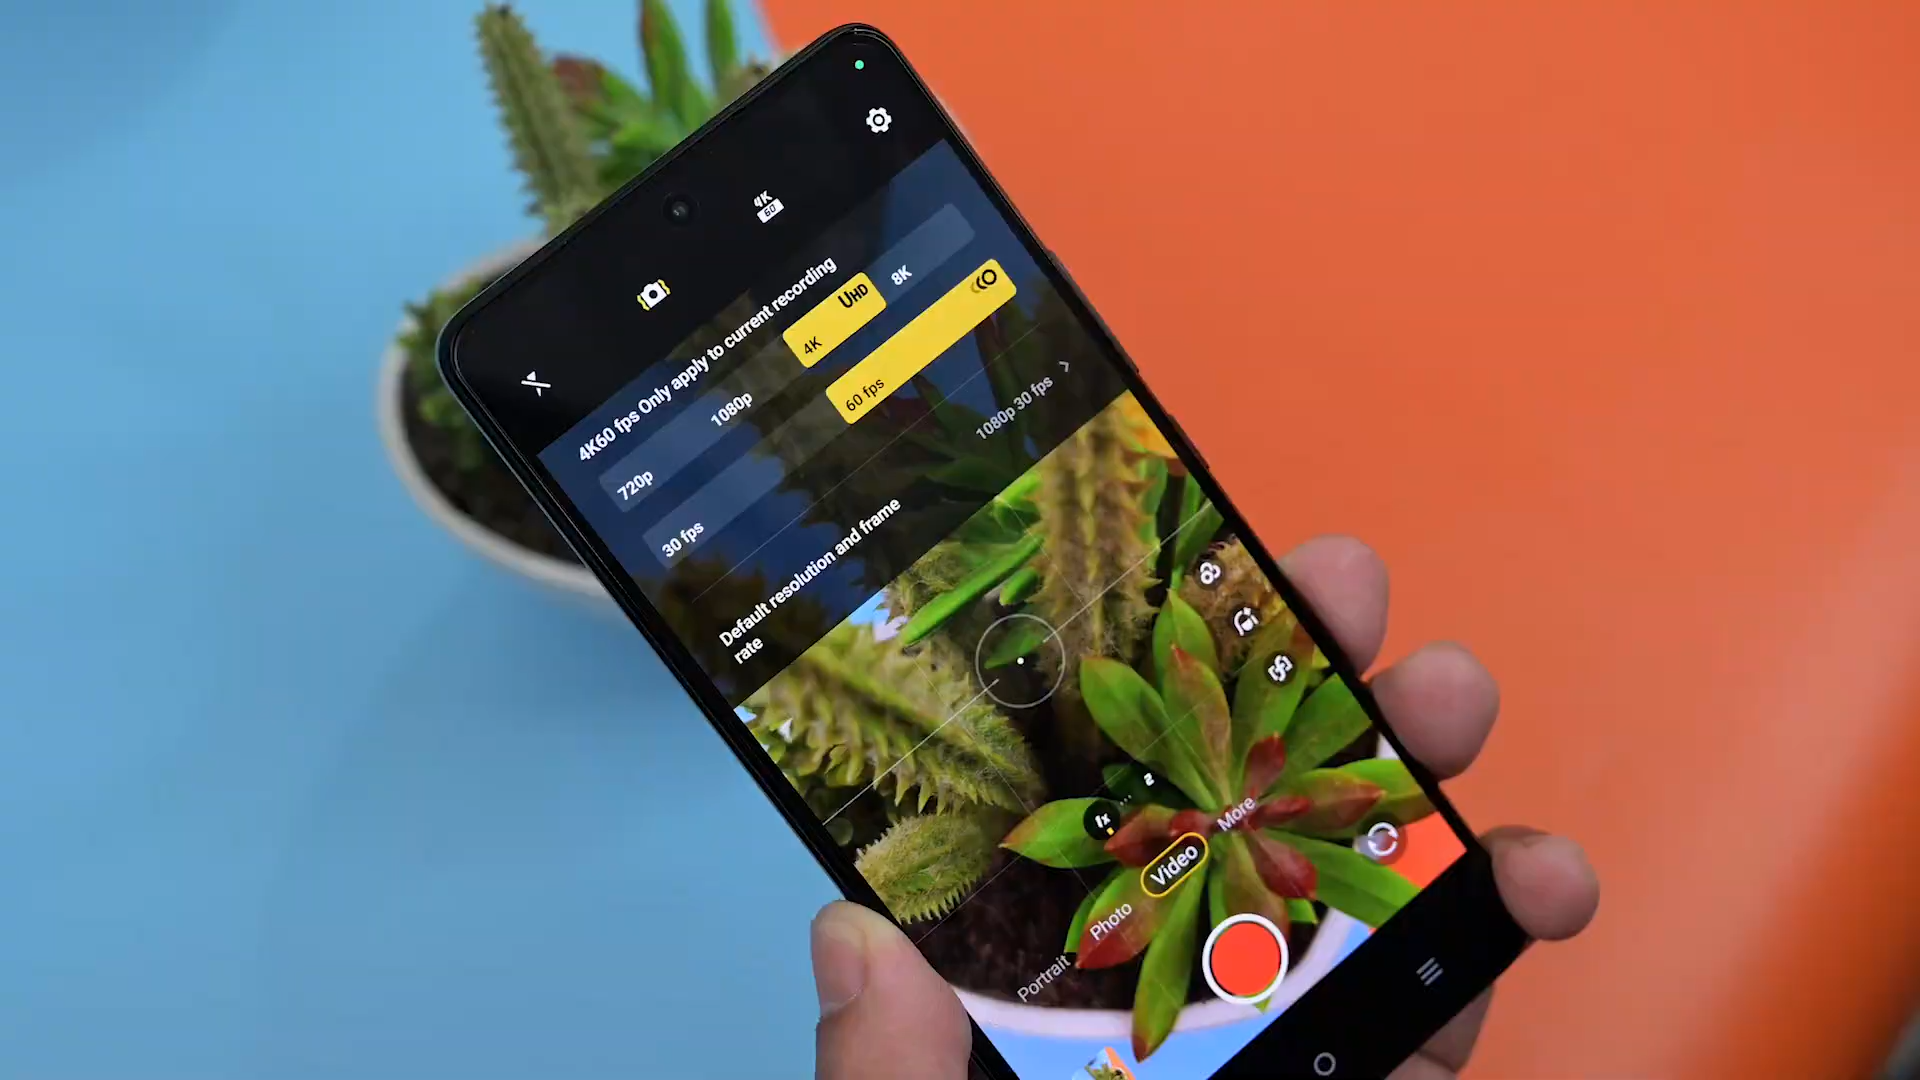 4K
60
4K60 fps Only apply to current recording
720p
1080p
4K
UHD
8K
30 fps
60 fps
Default resolution and frame
rate
1080p 30 fps
1x
2
Portrait
Photo
Video
More